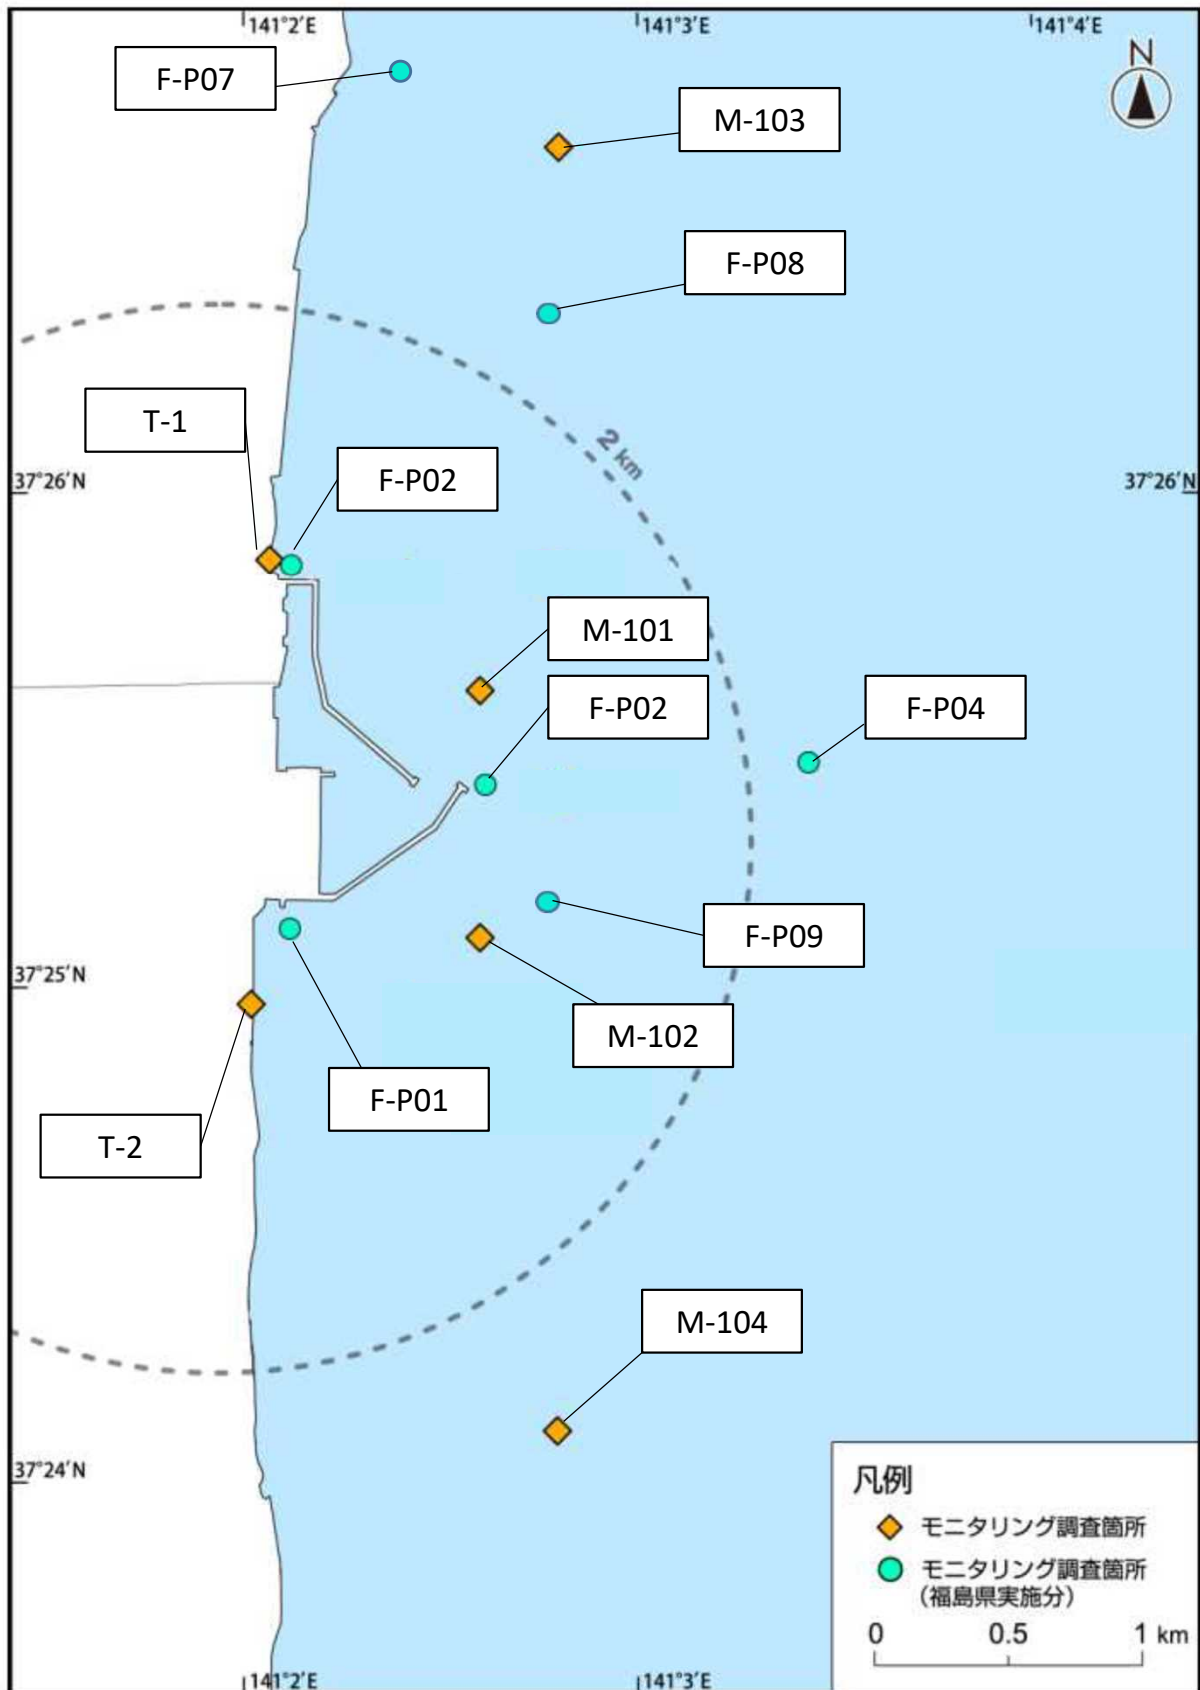 141°2′E
141°3′E
141°4′E
N
F-P07
M-103
F-P08
T-1
2 km
F-P02
37°26′N
37°26′N
M-101
F-P02
F-P04
F-P09
37°25′N
M-102
F-P01
T-2
M-104
37°24′N
凡例
モニタリング調査箇所
モニタリング調査箇所
(福島県実施分)
0 0.5 1 km
141°2′E
141°3′E